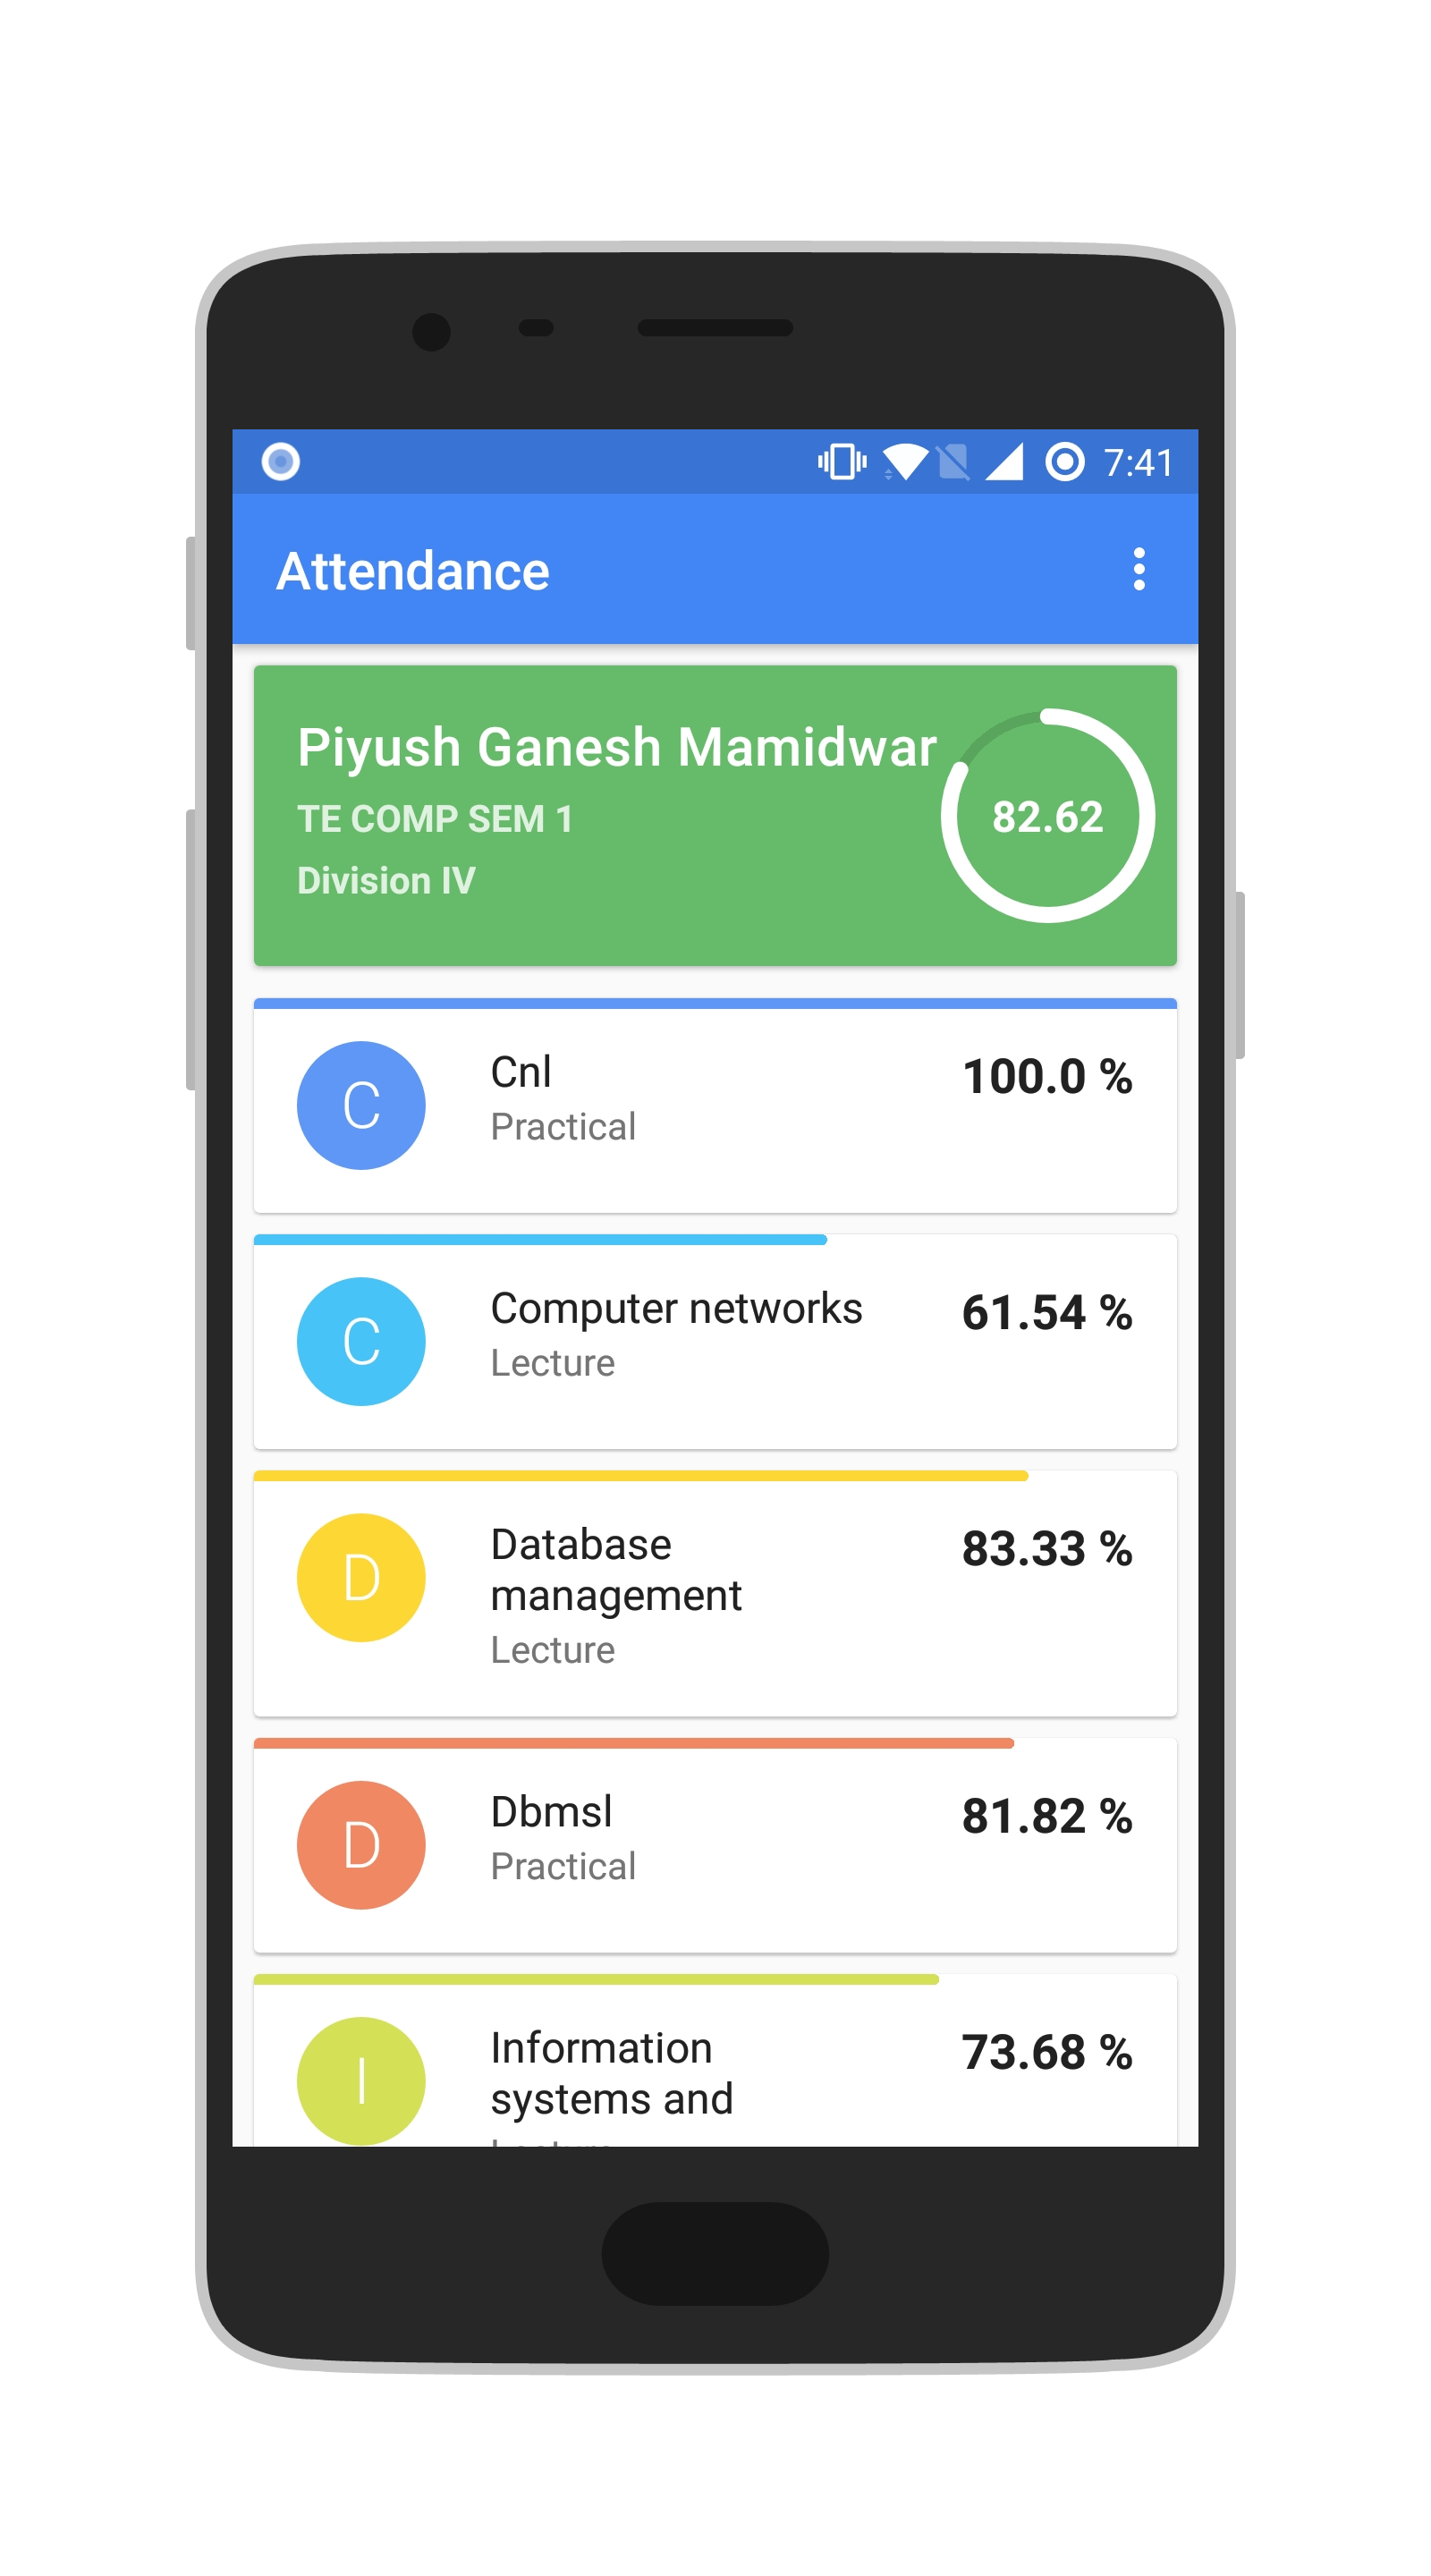 7:41
Attendance
Piyush Ganesh Mamidwar
TE COMP SEM 1
Division IV
82.62
C
Cnl
100.0 %
Practical
C
Computer networks
61.54 %
Lecture
D
Database
83.33 %
management
Lecture
D
Dbmsl
81.82 %
Practical
I
Information
73.68 %
systems and